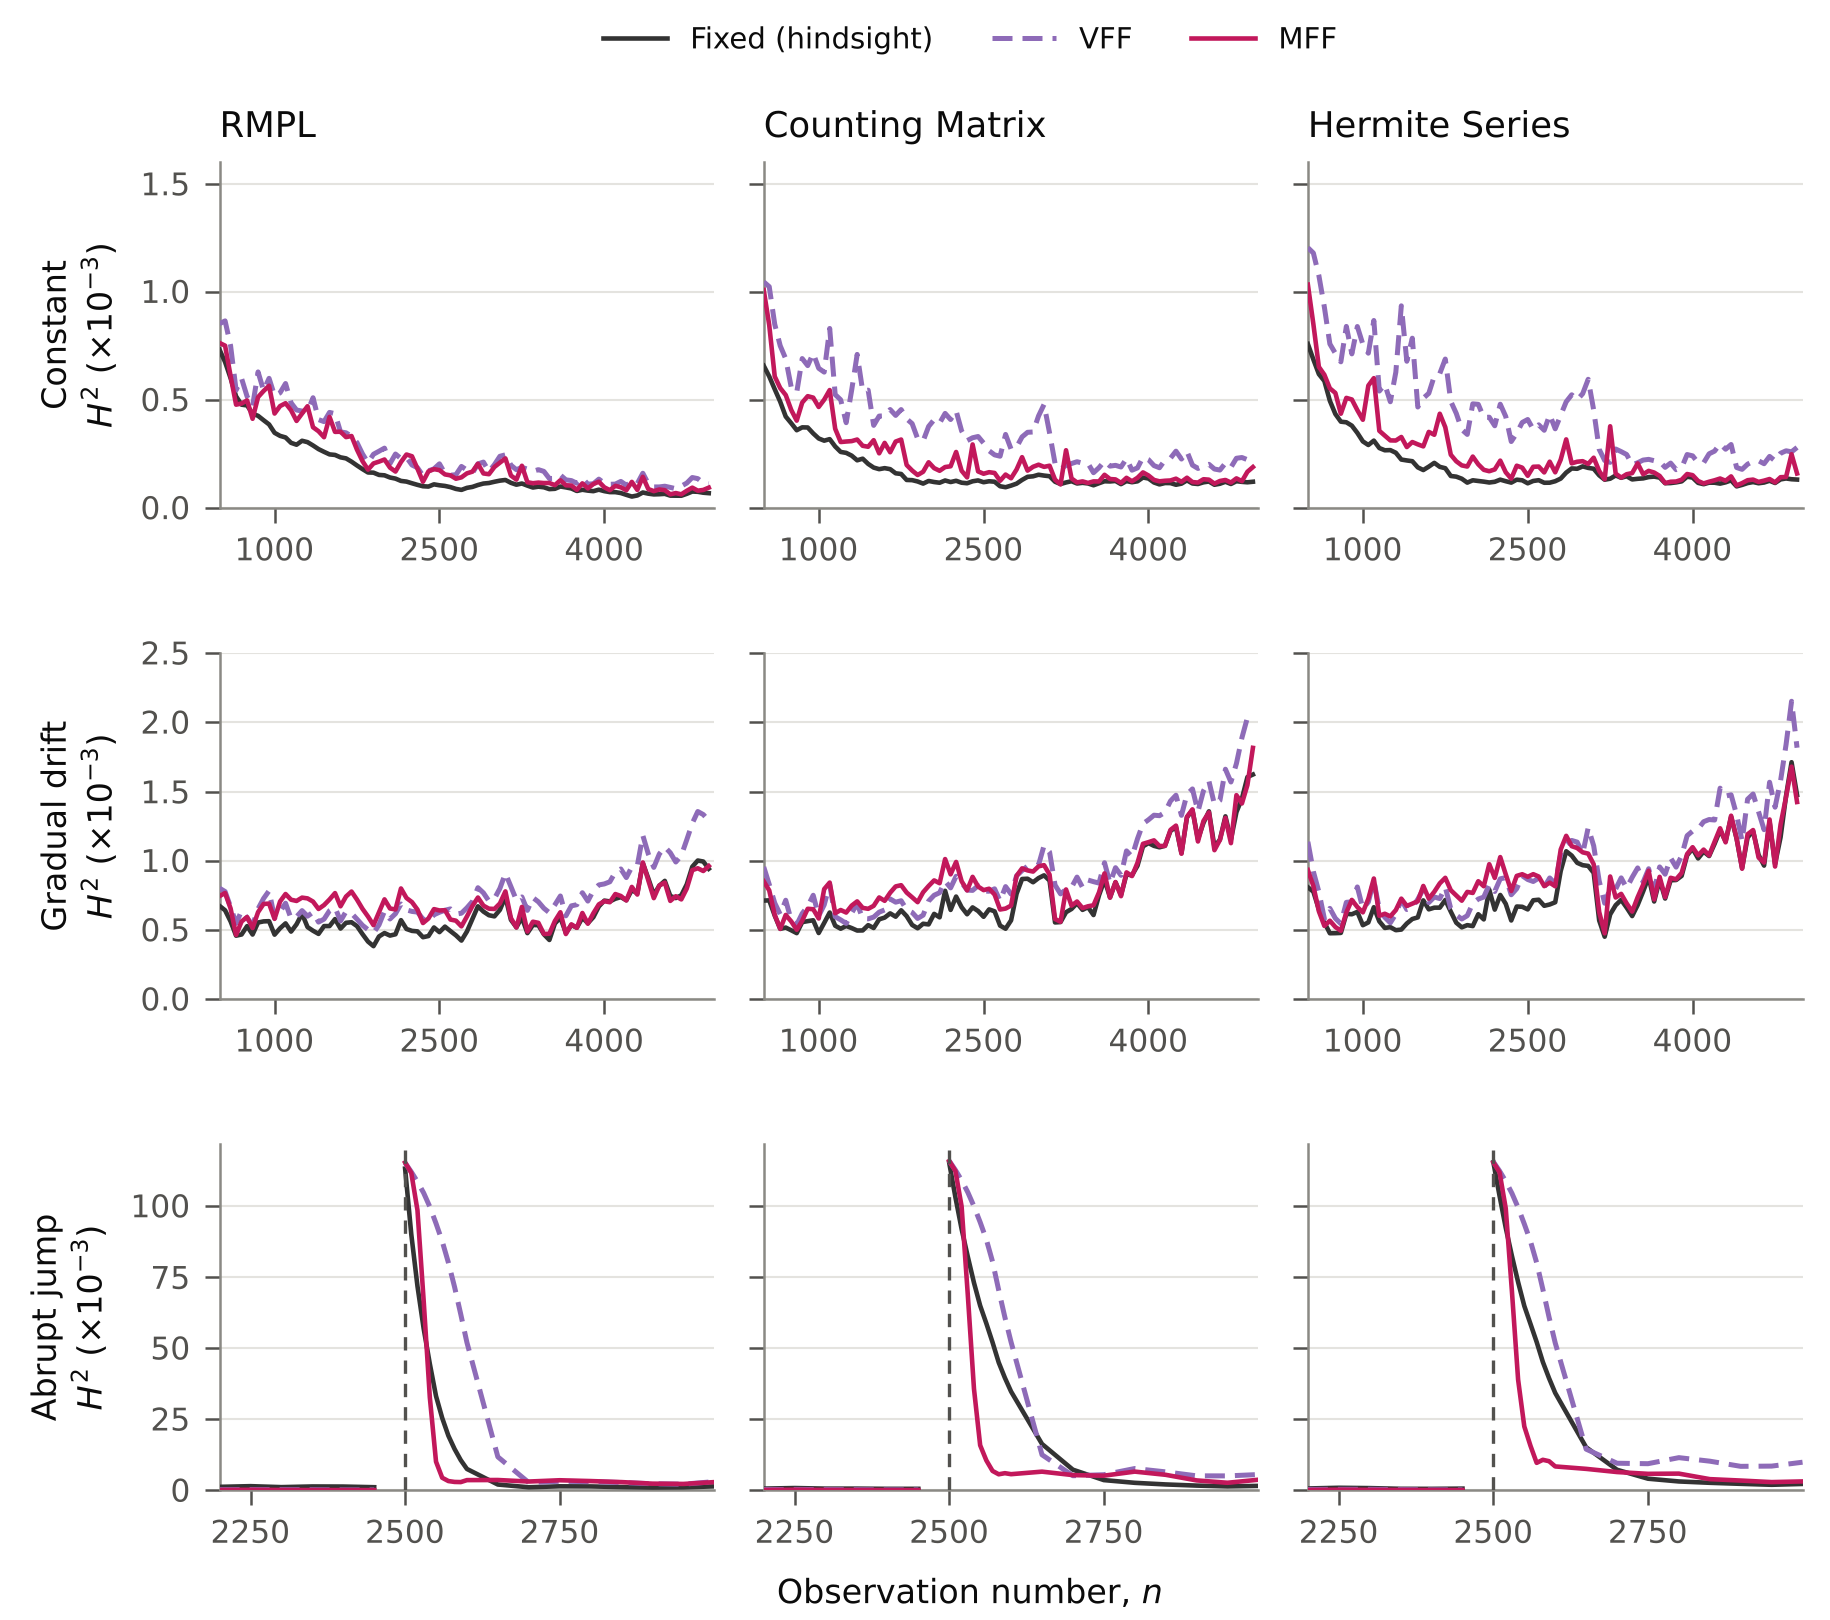 Fixed (hindsight) VFF MFF
RMPL Counting Matrix Hermite Series
Constant
H² (×10⁻³)
1.5
1.0
0.5
0.0
1000 2500 4000 1000 2500 4000 1000 2500 4000
Gradual drift
H² (×10⁻³)
2.5
2.0
1.5
1.0
0.5
0.0
1000 2500 4000 1000 2500 4000 1000 2500 4000
Abrupt jump
H² (×10⁻³)
100
75
50
25
0
2250 2500 2750 2250 2500 2750 2250 2500 2750
Observation number, n